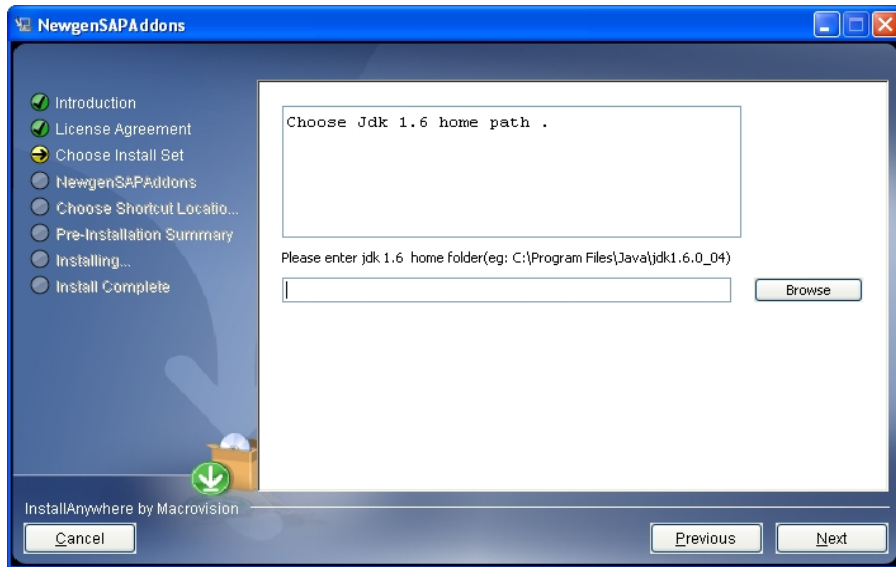 NewgenSAPAddons
Introduction
License Agreement
Choose Install Set
NewgenSAPAddons
Choose Shortcut Locatio...
Pre-Installation Summary
Installing...
Install Complete
Choose Jdk 1.6 home path .
Please enter jdk 1.6 home folder(eg: C:\Program Files\Java\jdk1.6.0_04)
Browse
InstallAnywhere by Macrovision
Cancel
Previous
Next